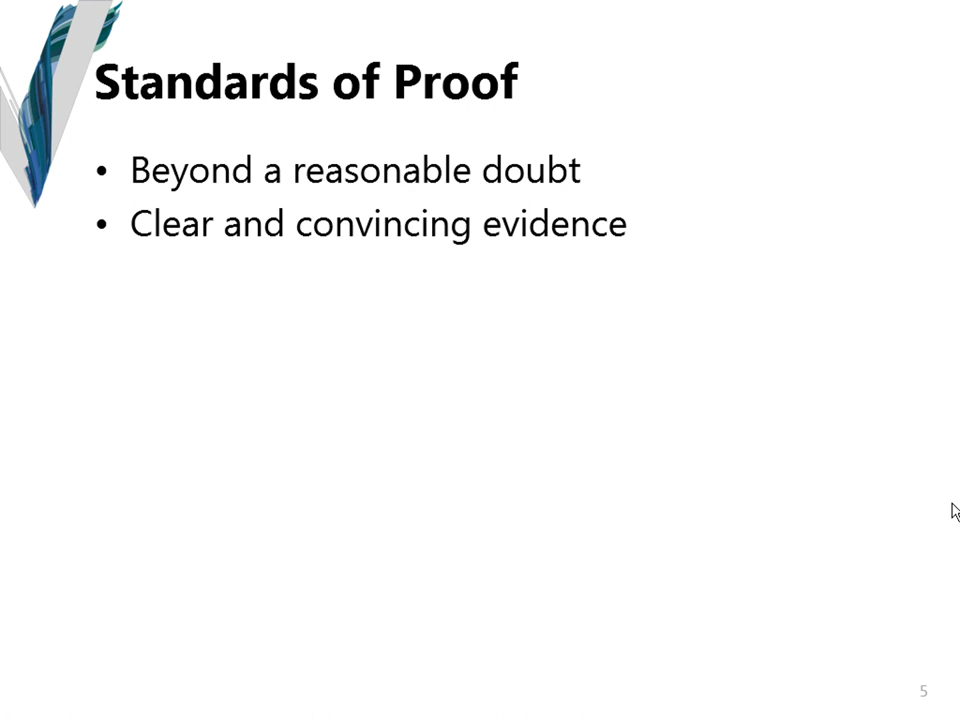 Standards of Proof
• Beyond a reasonable doubt
• Clear and convincing evidence
5